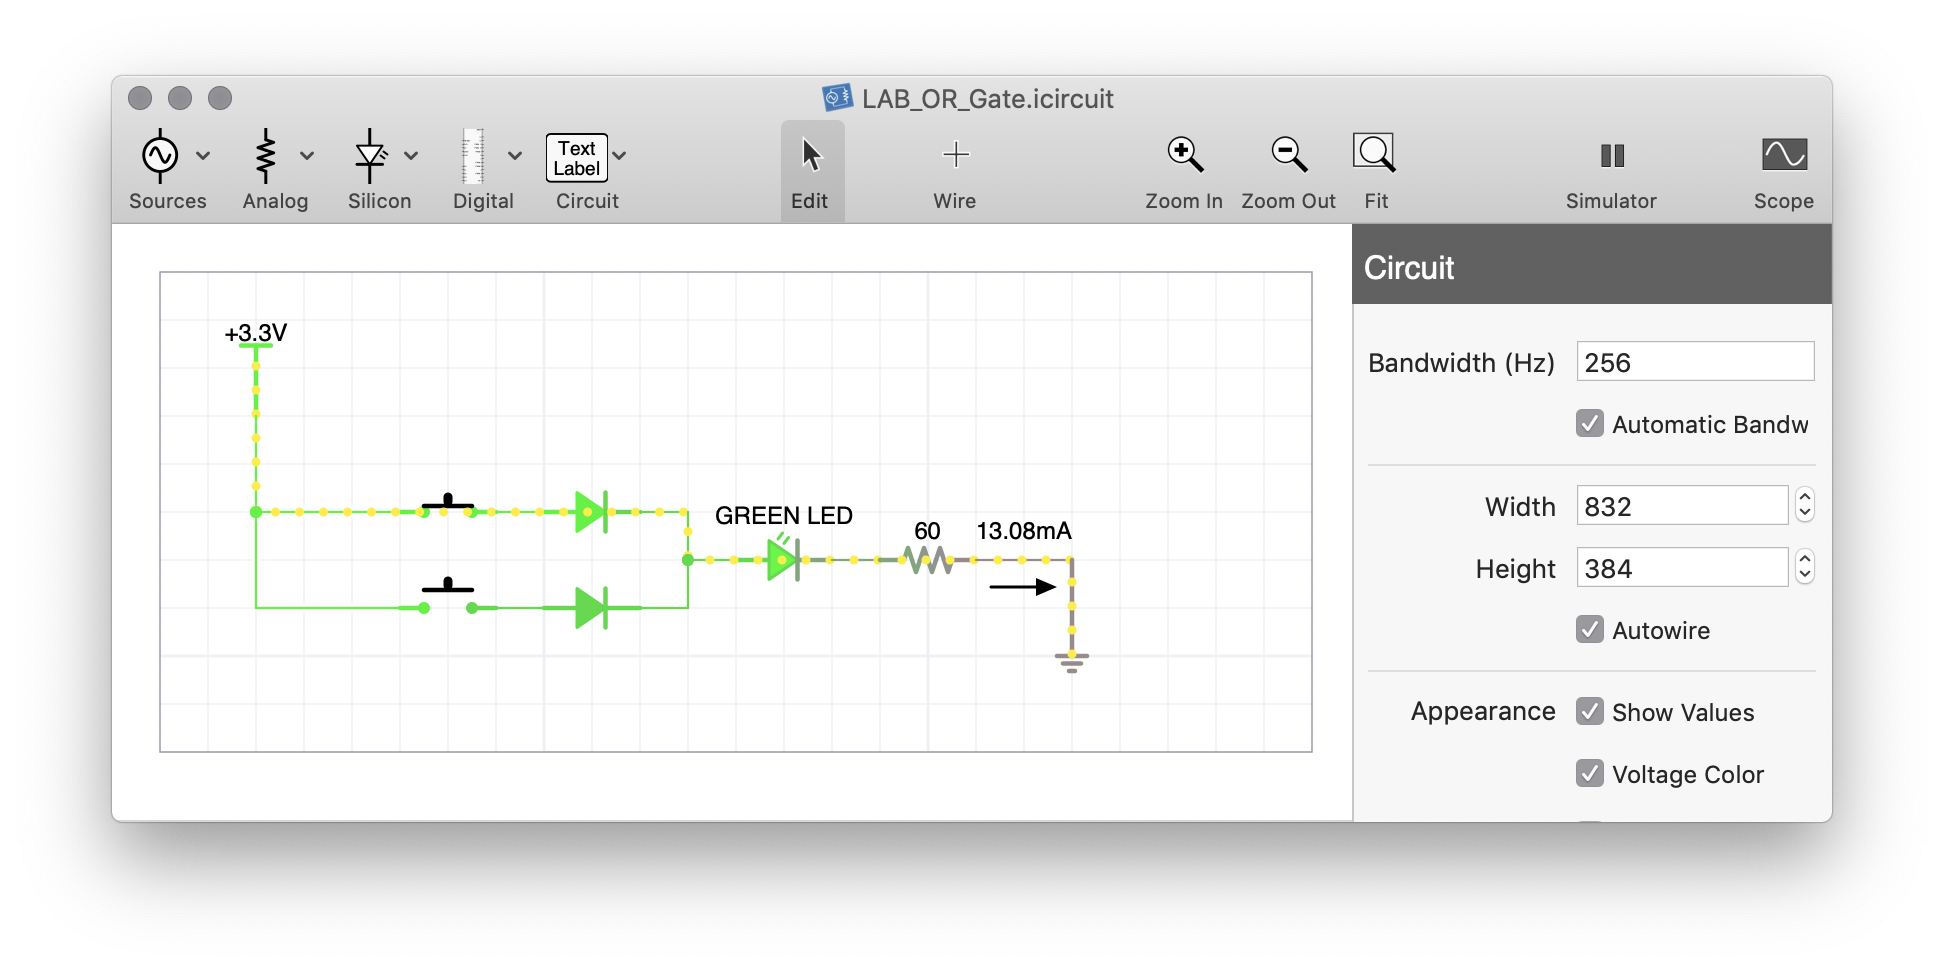 LAB_OR_Gate.icircuit
Text
Label
Sources Analog Silicon Digital Circuit Edit Wire Zoom In Zoom Out Fit Simulator Scope
Circuit
+3.3V
Bandwidth (Hz) 256
Automatic Bandw
GREEN LED
60 13.08mA
Width 832
Height 384
Autowire
Appearance Show Values
Voltage Color